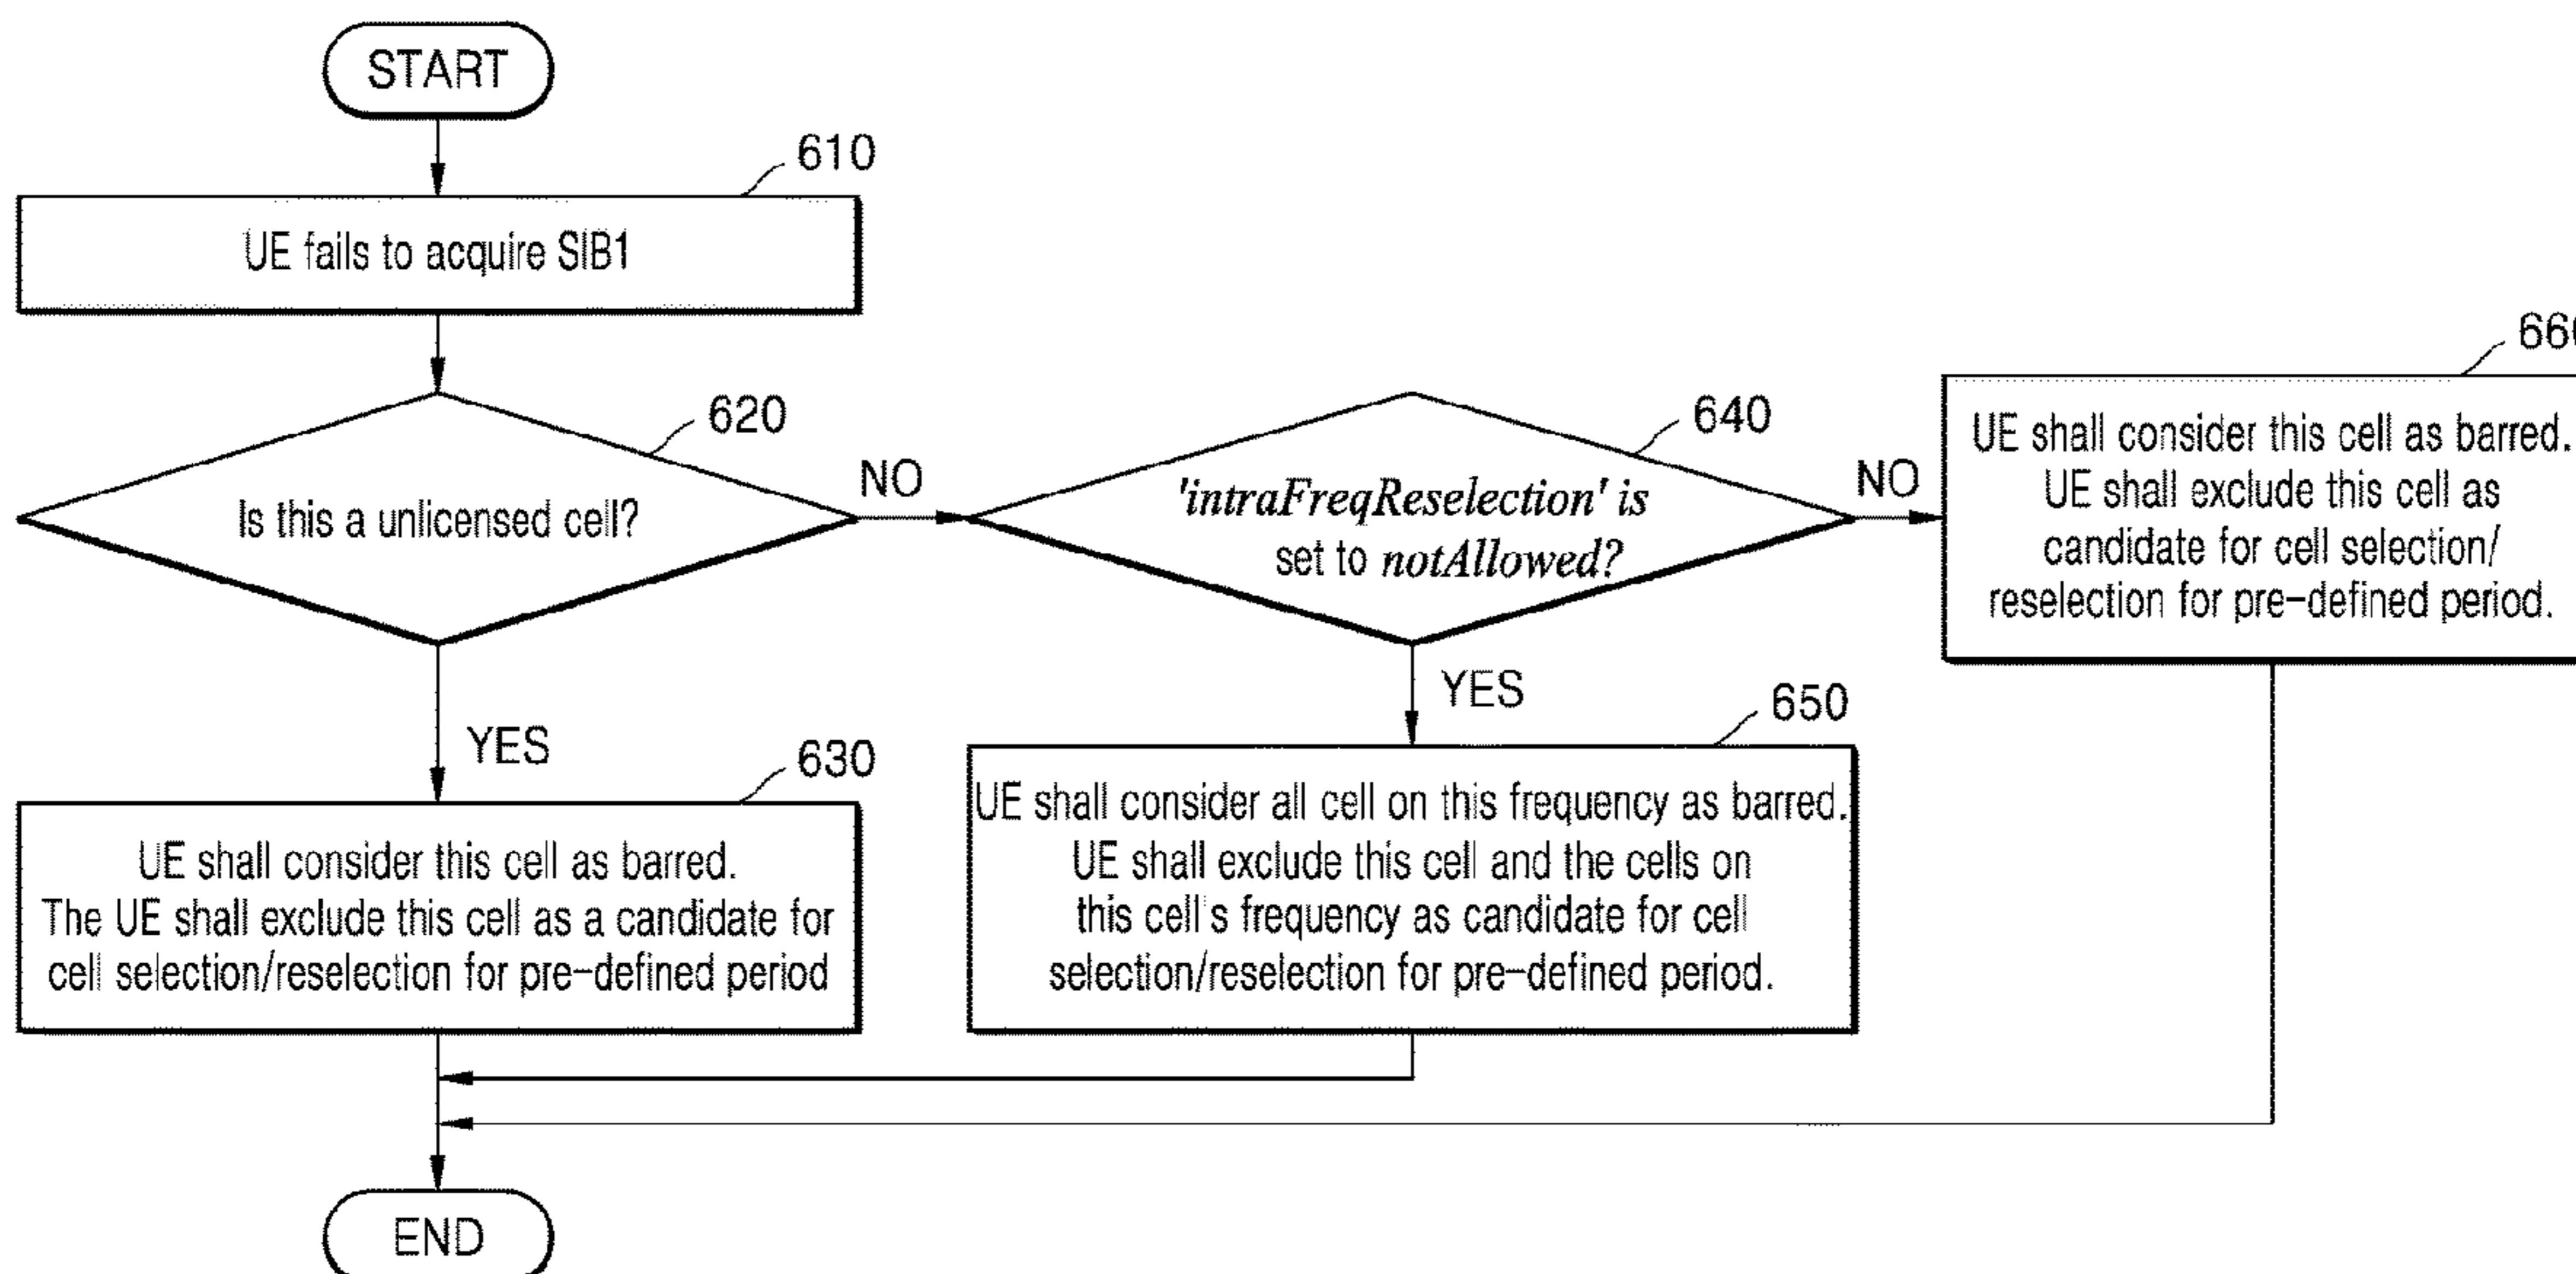 START
610
UE fails to acquire SIB1
620
Is this a unlicensed cell?
NO
640
'intraFreqReselection' is
set to notAllowed?
NO
UE shall consider this cell as barred.
UE shall exclude this cell as
candidate for cell selection/
reselection for pre-defined period.
YES
630
UE shall consider this cell as barred.
The UE shall exclude this cell as a candidate for
cell selection/reselection for pre-defined period
YES
650
UE shall consider all cell on this frequency as barred.
UE shall exclude this cell and the cells on
this cell's frequency as candidate for cell
selection/reselection for pre-defined period.
END